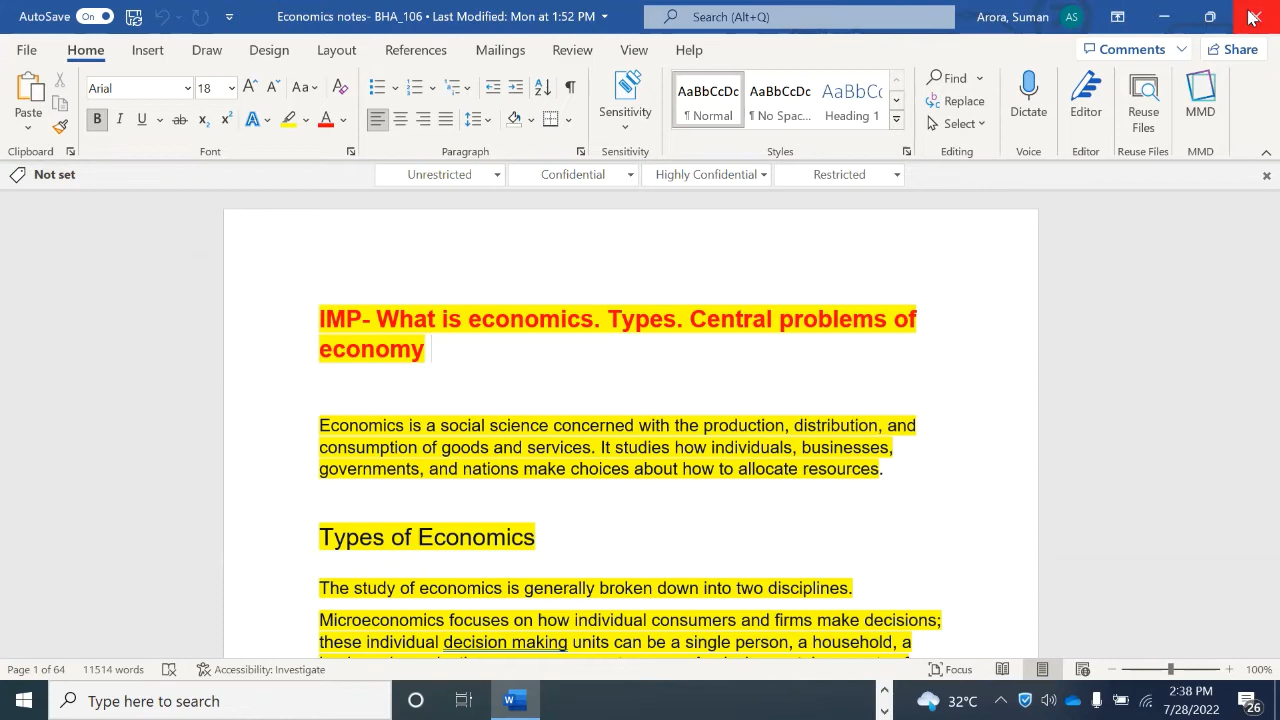 AutoSave On Economics notes- BHA_106 • Last Modified: Mon at 1:52 PM Search (Alt+Q) Arora, Suman AS
File Home Insert Draw Design Layout References Mailings Review View Help Comments Share
Arial 18 Aa
Paste B I U ab x₂ x² A A
Sensitivity
AaBbCcDc AaBbCcDc AaBbCc
¶ Normal ¶ No Spac... Heading 1
Find
Replace
Select
Dictate Editor Reuse Files MMD
Clipboard Font Paragraph Sensitivity Styles Editing Voice Editor Reuse Files MMD
Not set Unrestricted Confidential Highly Confidential Restricted
IMP- What is economics. Types. Central problems of
economy
Economics is a social science concerned with the production, distribution, and
consumption of goods and services. It studies how individuals, businesses,
governments, and nations make choices about how to allocate resources.
Types of Economics
The study of economics is generally broken down into two disciplines.
Microeconomics focuses on how individual consumers and firms make decisions;
these individual decision making units can be a single person, a household, a
Page 1 of 64 11514 words Accessibility: Investigate Focus 100%
Type here to search 32°C 2:38 PM
7/28/2022 26